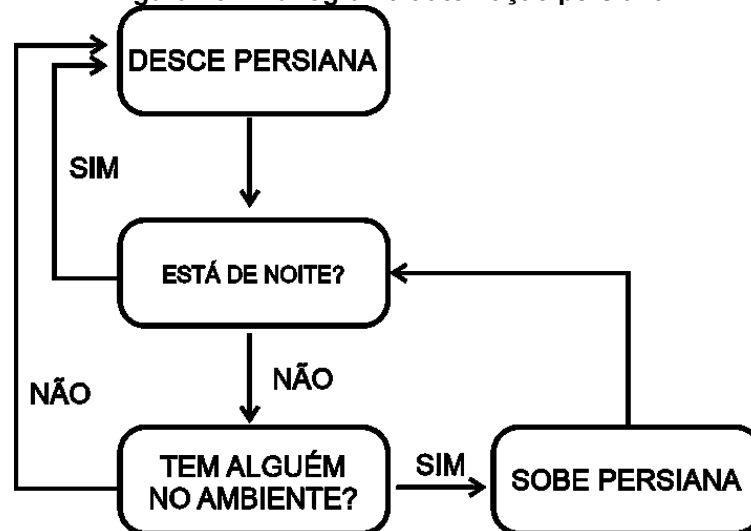 DESCE PERSIANA
SIM
ESTÁ DE NOITE?
NÃO
NÃO
TEM ALGUÉM
NO AMBIENTE?
SIM
SOBE PERSIANA